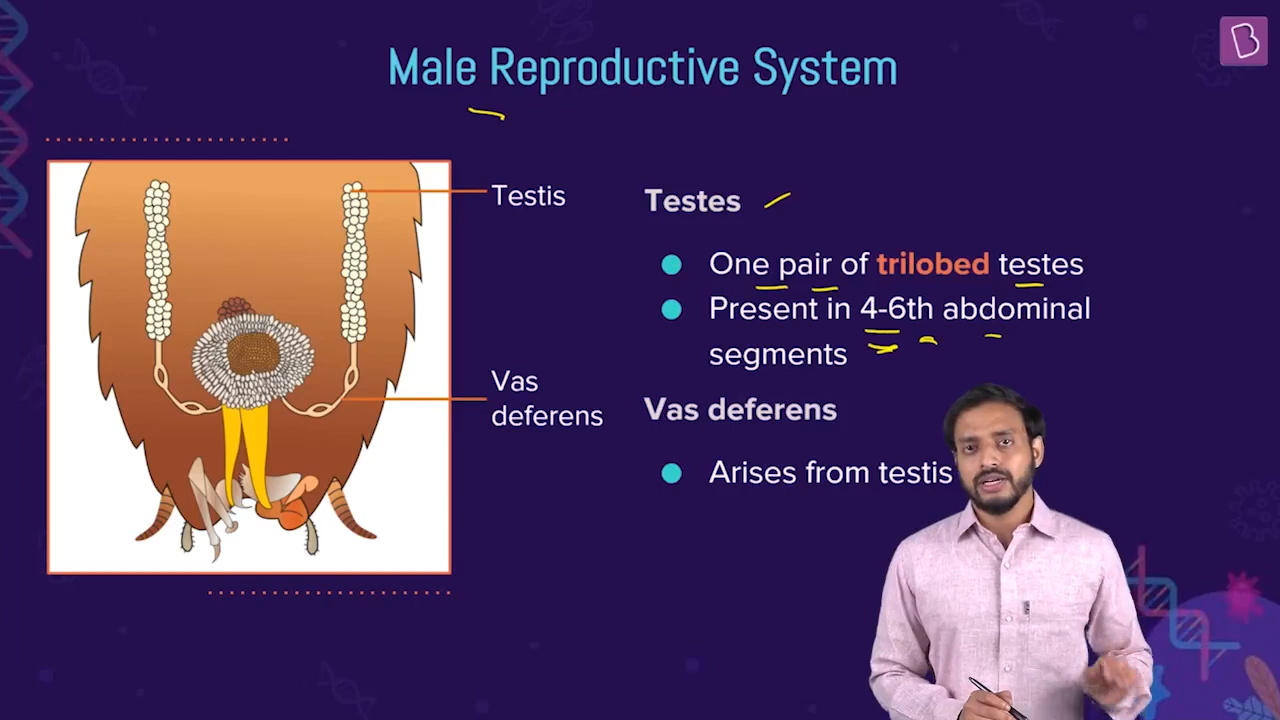 Male Reproductive System
Testis
Vas
deferens
Testes
One pair of trilobed testes
Present in 4-6th abdominal
segments
Vas deferens
Arises from testis
B